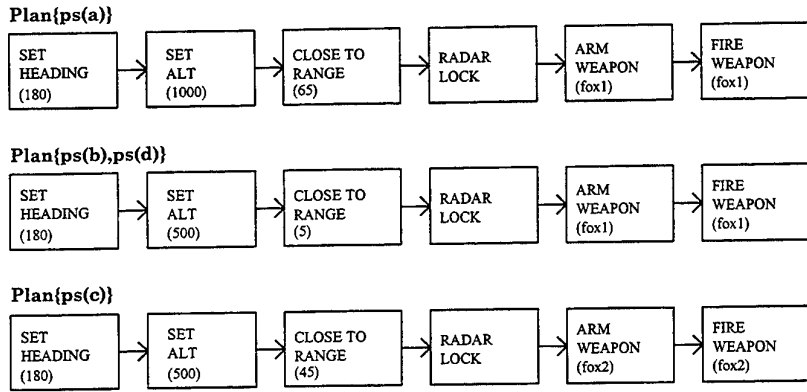 Plan{ps(a)}
SET HEADING (180)
SET ALT (1000)
CLOSE TO RANGE (65)
RADAR LOCK
ARM WEAPON (fox1)
FIRE WEAPON (fox1)
Plan{ps(b),ps(d)}
SET HEADING (180)
SET ALT (500)
CLOSE TO RANGE (5)
RADAR LOCK
ARM WEAPON (fox1)
FIRE WEAPON (fox1)
Plan{ps(c)}
SET HEADING (180)
SET ALT (500)
CLOSE TO RANGE (45)
RADAR LOCK
ARM WEAPON (fox2)
FIRE WEAPON (fox2)